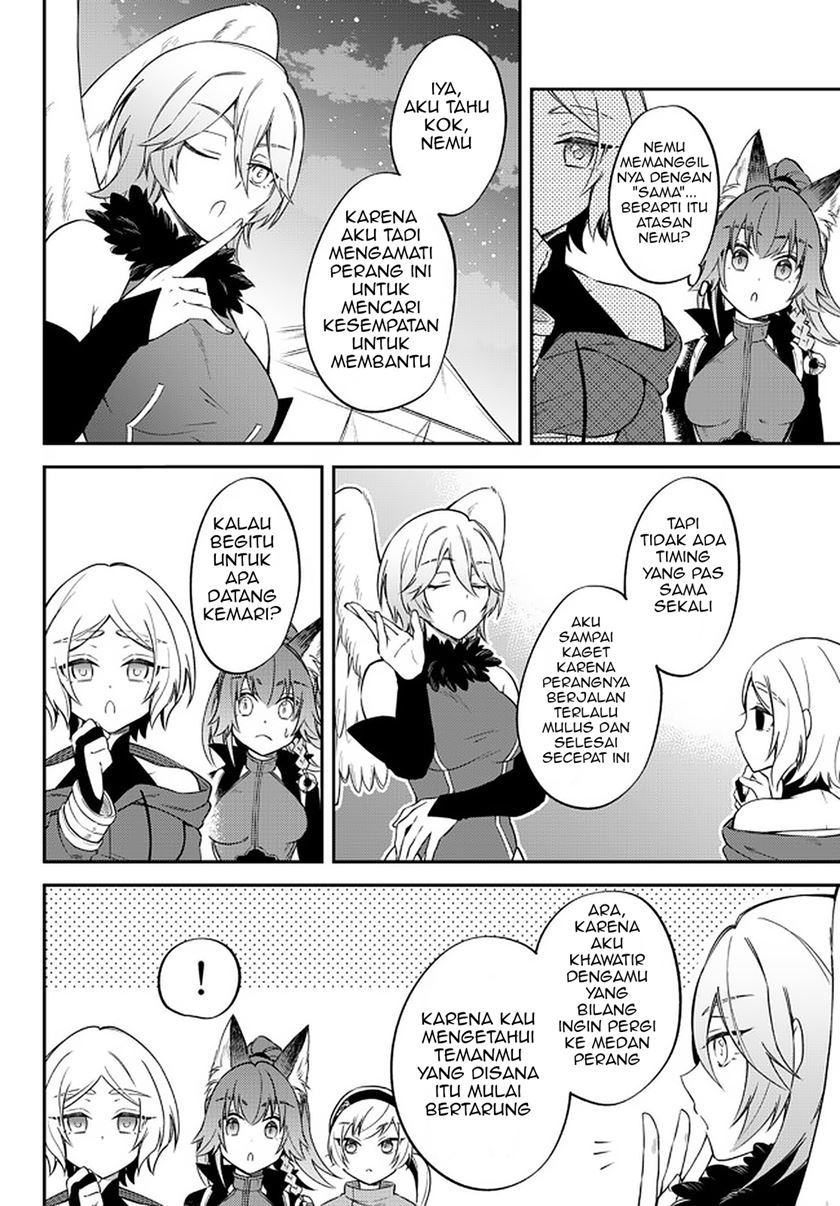 NEMU
MEMANGGIL
NYA DENGAN
"SAMA"...
BERARTI ITU
ATASAN
NEMU?
IYA,
AKU TAHU
KOK,
NEMU
KARENA
AKU TADI
MENGAMATI
PERANG INI
UNTUK
MENCARI
KESEMPATAN
UNTUK
MEMBANTU
TAPI
TIDAK ADA
TIMING
YANG PAS
SAMA
SEKALI
AKU
SAMPAI
KAGET
KARENA
PERANGNYA
BERJALAN
TERLALU
MULUS DAN
SELESAI
SECEPAT INI
KALAU
BEGITU
UNTUK
APA
DATANG
KEMARI?
ARA,
KARENA
AKU
KHAWATIR
DENGAMU
YANG
BILANG
INGIN PERGI
KE MEDAN
PERANG
KARENA KAU
MENGETAHUI
TEMANMU
YANG DISANA
ITU MULAI
BERTARUNG
!